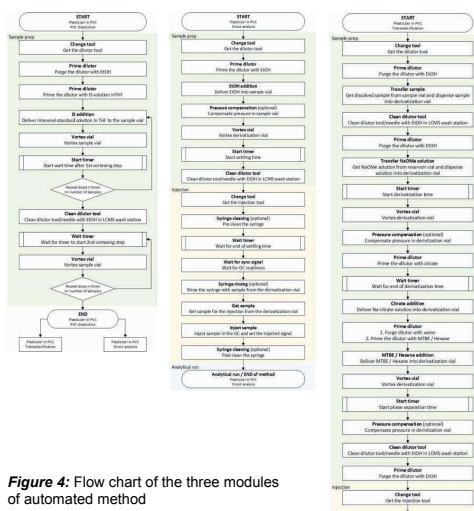 START
Plasticizer in PVC
PVC dissolution
Sample prep
Change tool
Get the dilutor tool
Prime dilutor
Purge the dilutor with EtOH
Prime dilutor
Prime the dilutor with IS solution inTHF
IS addition
Deliver interenal standard solution in THF to the sample vial
Vortex vial
Vortex sample vial
Start timer
Start wait time after 1st vortexing step
Repeat steps n times
n= number of samples
Clean dilutor tool
Clean dilutor tool/needle with EtOH in LCMS wash station
Wait timer
Wait for timer to start 2nd vortexing step
Vortex vial
Vortex sample vial
Repeat steps n times
n= number of samples
END
Plasticizer in PVC
PVC dissolution
Plasticizer in PVC
Transesterification
Plasticizer in PVC
Direct analysis
START
Plasticizer in PVC
Direct analysis
Sample prep
Change tool
Get the dilutor tool
Prime dilutor
Prime the dilutor with EtOH
EtOH addition
Deliver EtOH into sample vial
Pressure compensation (optional)
Compensate pressure in sample vial
Vortex vial
Vortex derivatization vial
Start timer
Start settling time
Clean dilutor tool
Clean dilutor tool/needle with EtOH in LCMS wash station
Injection
Change tool
Get the Injection tool
Syringe cleaning (optional)
Pre clean the syringe
Wait timer
Wait for end of settling time
Wait for sync signal
Wait for GC readiness
Syringe rinsing (optional)
Rinse the syringe with sample from the derivatization vial
Get sample
Get sample for the injection from the derivatization vial
Inject sample
Inject sample in the GC and set the injected signal
Syringe cleaning (optional)
Post clean the syringe
Analytical run
Analytical run / END of method
Plasticizer in PVC
Direct analysis
START
Plasticizer in PVC
Transesterification
Sample prep
Change tool
Get the dilutor tool
Prime dilutor
Purge the dilutor with EtOH
Transfer sample
Get dissolved sample from sample vial and dispense sample
into derivatization vial
Clean dilutor tool
Clean dilutor tool/needle with EtOH in LCMS wash station
Prime dilutor
Purge the dilutor with EtOH
Transfer NaOMe solution
Get NaOMe solution from reservoir vial and dispense
solution into derivatization vial
Start timer
Start derivatization time
Vortex vial
Vortex derivatization vial
Pressure compensation (optional)
Compensate pressure in derivtization vial
Prime dilutor
Prime the dilutor with citrate
Wait timer
Wait for end of derivatization time
Citrate addition
Deliver Na-citrate solution into derivatization vial
Prime dilutor
1. Purge dilutor with water
2. Prime the dilutor with MTBE / Hexane
MTBE / Hexane addition
Deliver MTBE / Hexane into derivatization vial
Vortex vial
Vortex derivatization vial
Start timer
Start phase separation time
Pressure compensation (optional)
Compensate pressure in derivtization vial
Clean dilutor tool
Clean dilutor tool/needle with EtOH in LCMS wash station
Prime dilutor
Purge the dilutor with EtOH
Injection
Change tool
Get the Injection tool
Figure 4: Flow chart of the three modules
of automated method